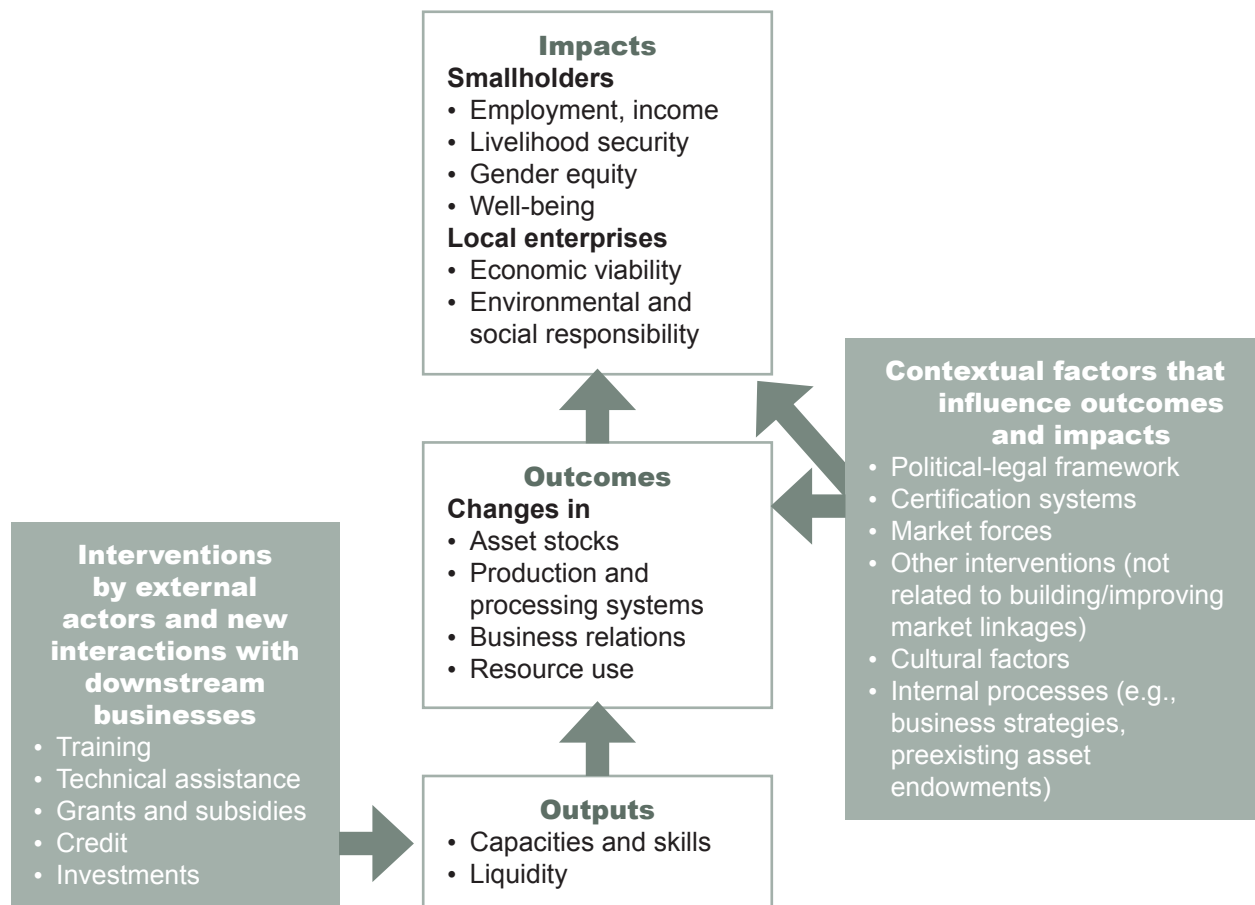 Impacts
Smallholders
• Employment, income
• Livelihood security
• Gender equity
• Well-being
Local enterprises
• Economic viability
• Environmental and
social responsibility
Contextual factors that
influence outcomes
and impacts
• Political-legal framework
• Certification systems
• Market forces
• Other interventions (not
related to building/improving
market linkages)
• Cultural factors
• Internal processes (e.g.,
business strategies,
preexisting asset
endowments)
Outcomes
Changes in
• Asset stocks
• Production and
processing systems
• Business relations
• Resource use
Interventions
by external
actors and new
interactions with
downstream
businesses
• Training
• Technical assistance
• Grants and subsidies
• Credit
• Investments
Outputs
• Capacities and skills
• Liquidity